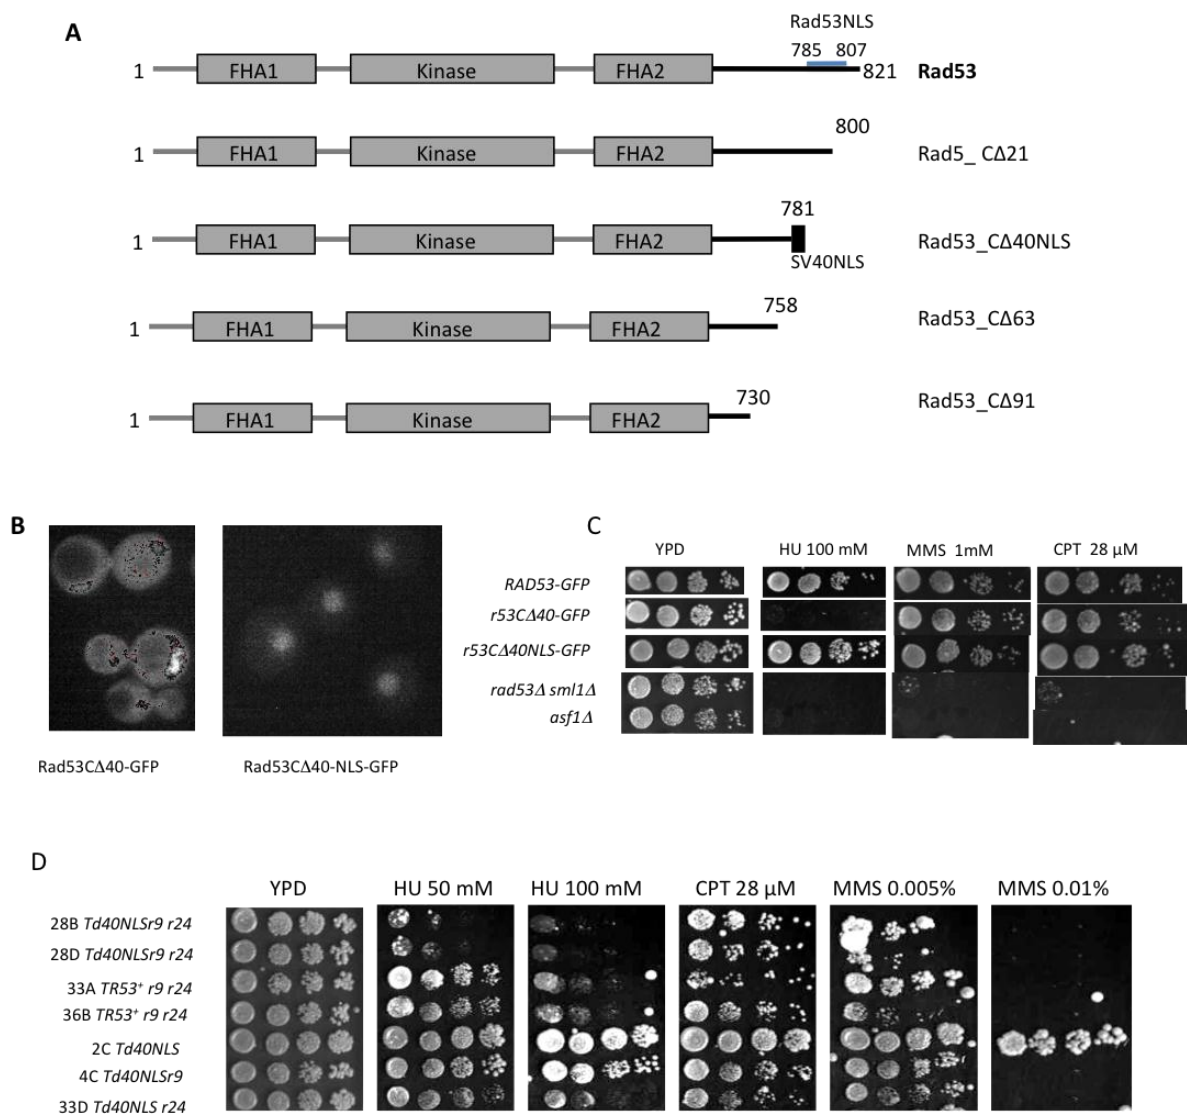 A
Rad53NLS
785 807
1 FHA1 Kinase FHA2 821 Rad53
800
1 FHA1 Kinase FHA2 Rad5_ CΔ21
781
1 FHA1 Kinase FHA2 Rad53_CΔ40NLS
SV40NLS
758
1 FHA1 Kinase FHA2 Rad53_CΔ63
730
1 FHA1 Kinase FHA2 Rad53_CΔ91
B
Rad53CΔ40-GFP Rad53CΔ40-NLS-GFP
C
YPD HU 100 mM MMS 1mM CPT 28 µM
RAD53-GFP
r53CΔ40-GFP
r53CΔ40NLS-GFP
rad53Δ sml1Δ
asf1Δ
D
YPD HU 50 mM HU 100 mM CPT 28 µM MMS 0.005% MMS 0.01%
28B Td40NLSr9 r24
28D Td40NLSr9 r24
33A TR53⁺ r9 r24
36B TR53⁺ r9 r24
2C Td40NLS
4C Td40NLSr9
33D Td40NLS r24